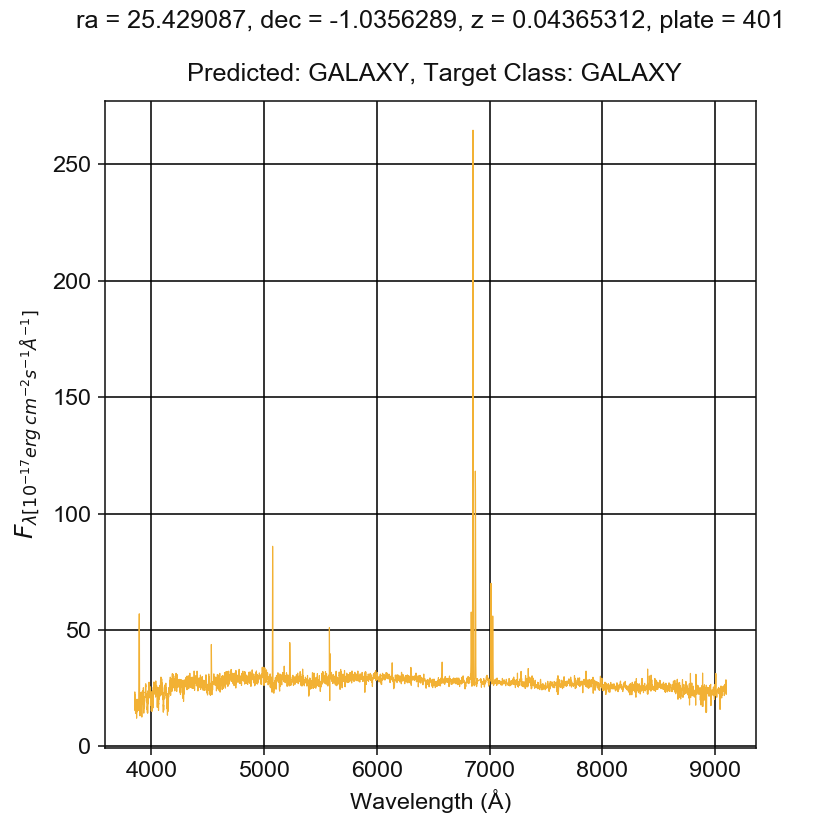 ra = 25.429087, dec = -1.0356289, z = 0.04365312, plate = 401
Predicted: GALAXY, Target Class: GALAXY
250
200
150
100
50
0
F_{λ[10^{−17} erg cm^{−2} s^{−1} Å^{−1}]}
4000 5000 6000 7000 8000 9000
Wavelength (Å)